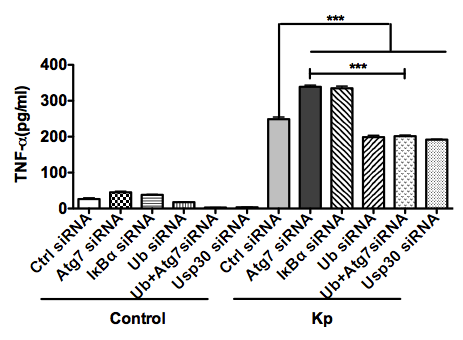 ***
***
TNF-α(pg/ml)
400
300
200
100
0
Ctrl siRNA
Atg7 siRNA
IκBα siRNA
Ub siRNA
Ub+Atg7siRNA
Usp30 siRNA
Ctrl siRNA
Atg7 siRNA
IκBα siRNA
Ub siRNA
Ub+Atg7siRNA
Usp30 siRNA
Control
Kp